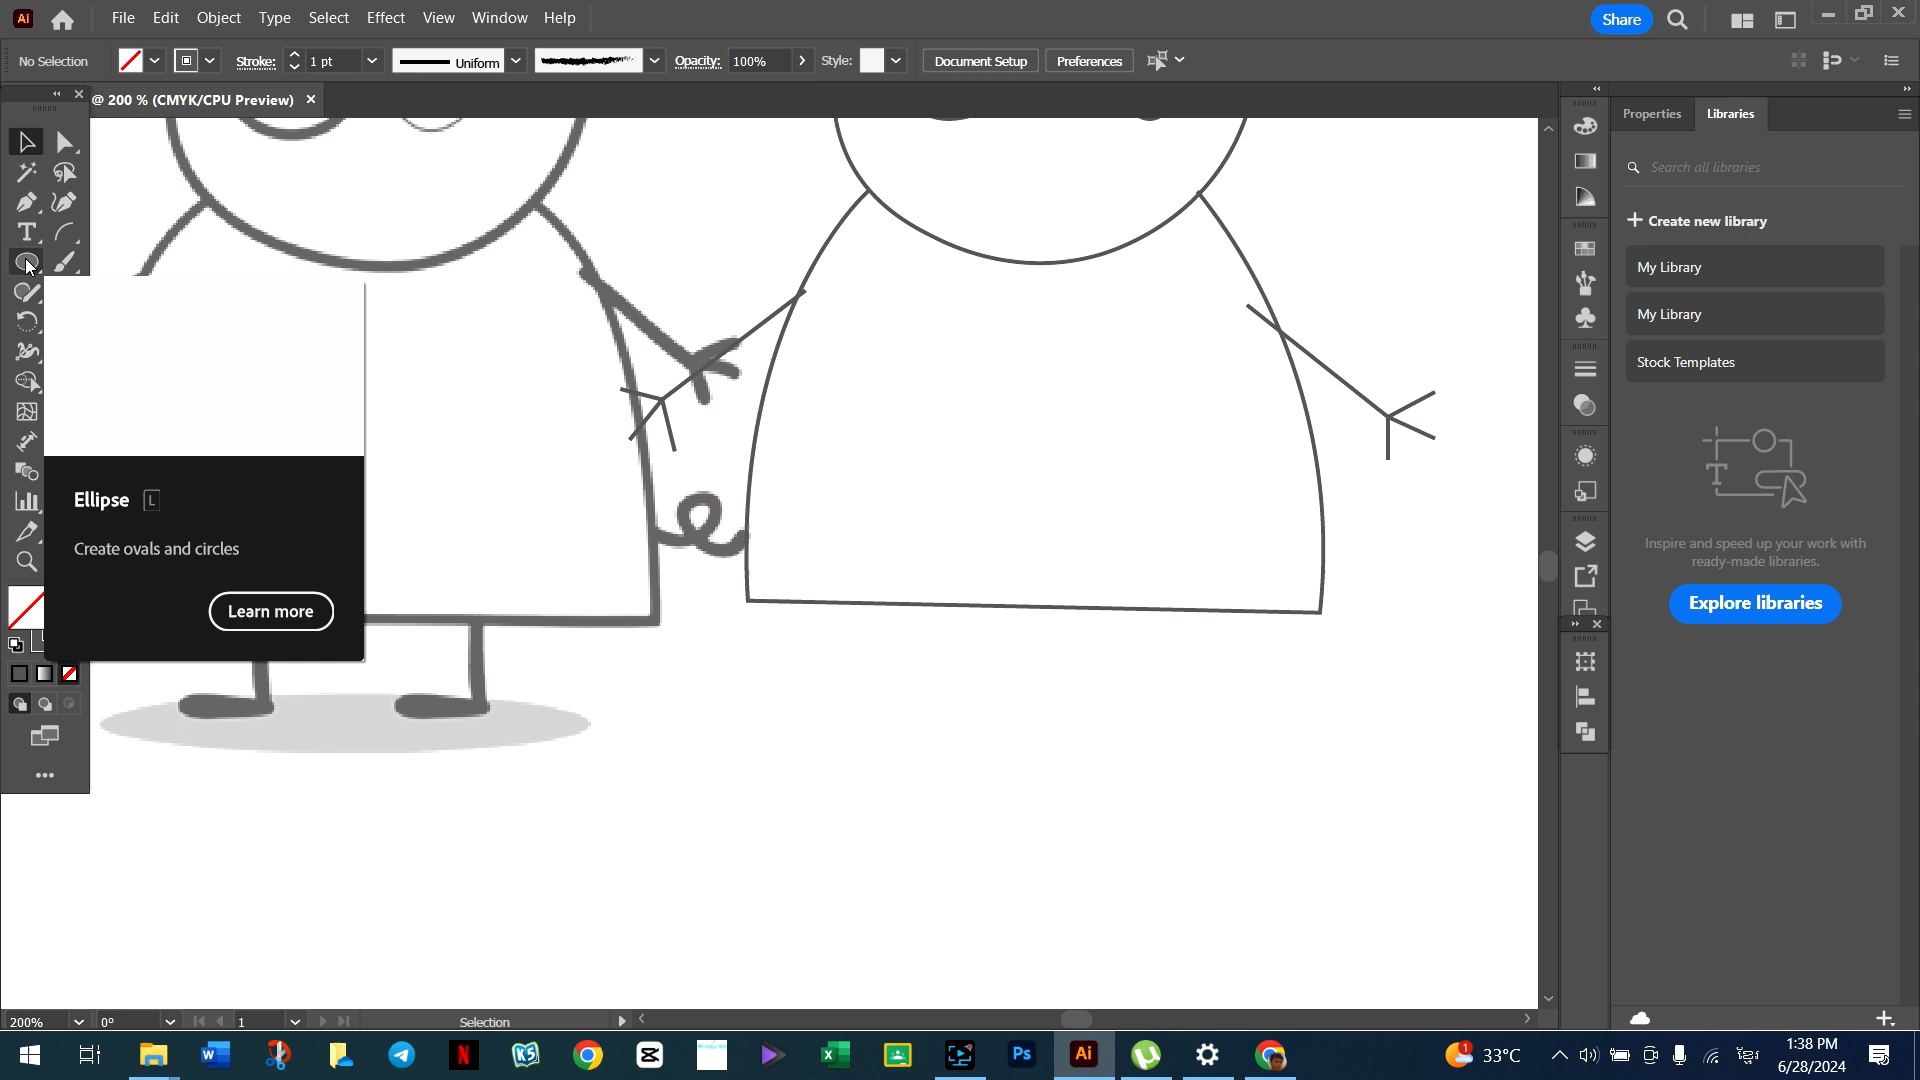 Ai File Edit Object Type Select Effect View Window Help Share
No Selection Stroke: 1 pt Uniform Opacity: 100% Style: Document Setup Preferences
@ 200 % (CMYK/CPU Preview) ×
Properties Libraries
Search all libraries
+ Create new library
My Library
My Library
Stock Templates
Ellipse L
Create ovals and circles
Learn more
Inspire and speed up your work with
ready-made libraries.
Explore libraries
200% 0° 1 Selection
33°C
1:38 PM
6/28/2024